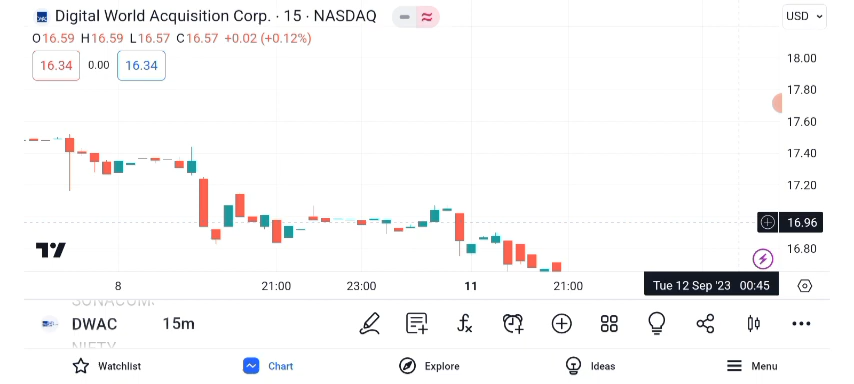 Digital World Acquisition Corp. · 15 · NASDAQ
USD
O16.59 H16.59 L16.57 C16.57 +0.02 (+0.12%)
16.34 0.00 16.34
18.00
17.80
17.60
17.40
17.20
16.96
16.80
8 21:00 23:00 11 21:00 Tue 12 Sep '23 00:45
DWAC 15m
NIFTY
Watchlist Chart Explore Ideas Menu